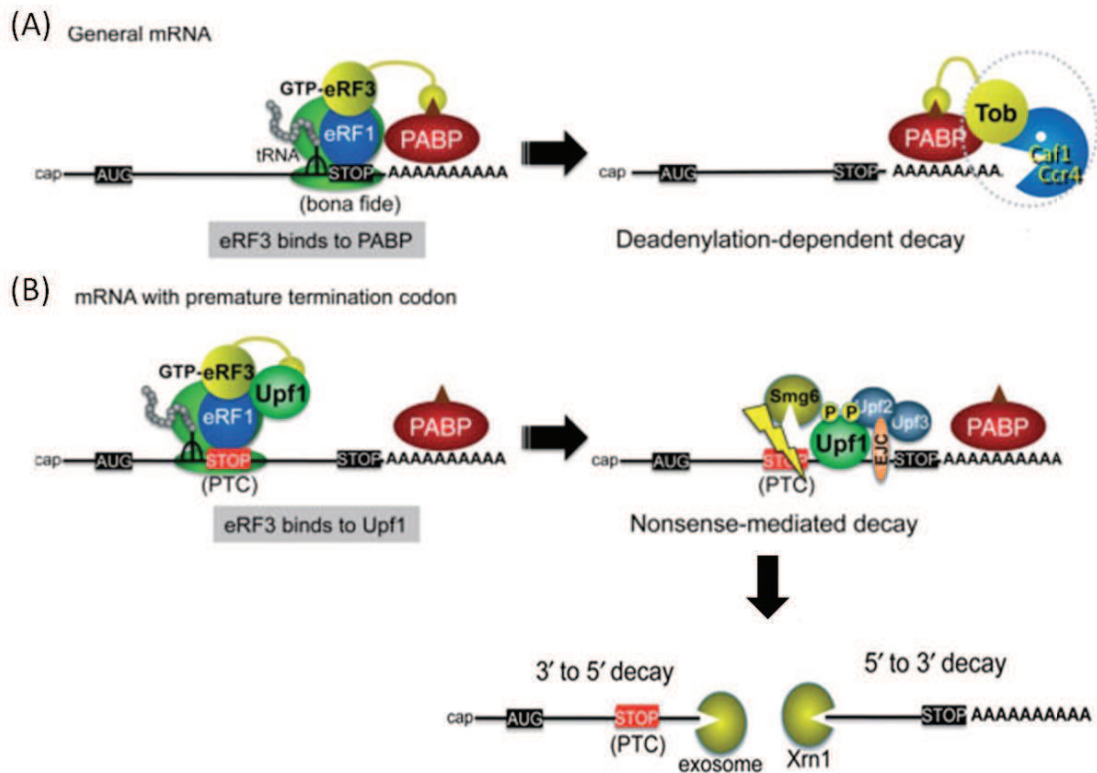 (A) General mRNA
GTP-eRF3
eRF1
tRNA
PABP
cap AUG STOP AAAAAAAAAA
(bona fide)
eRF3 binds to PABP
Tob
PABP
Caf1
Ccr4
cap AUG STOP AAAAAAAAA.
Deadenylation-dependent decay
(B) mRNA with premature termination codon
GTP-eRF3
Upf1
eRF1
PABP
cap AUG STOP STOP AAAAAAAAAA
(PTC)
eRF3 binds to Upf1
Smg6
P P Upf2
Upf3
Upf1
EJC
PABP
cap AUG STOP STOP AAAAAAAAAA
(PTC)
Nonsense-mediated decay
3′ to 5′ decay
5′ to 3′ decay
cap AUG STOP STOP AAAAAAAAAA
(PTC)
exosome
Xrn1